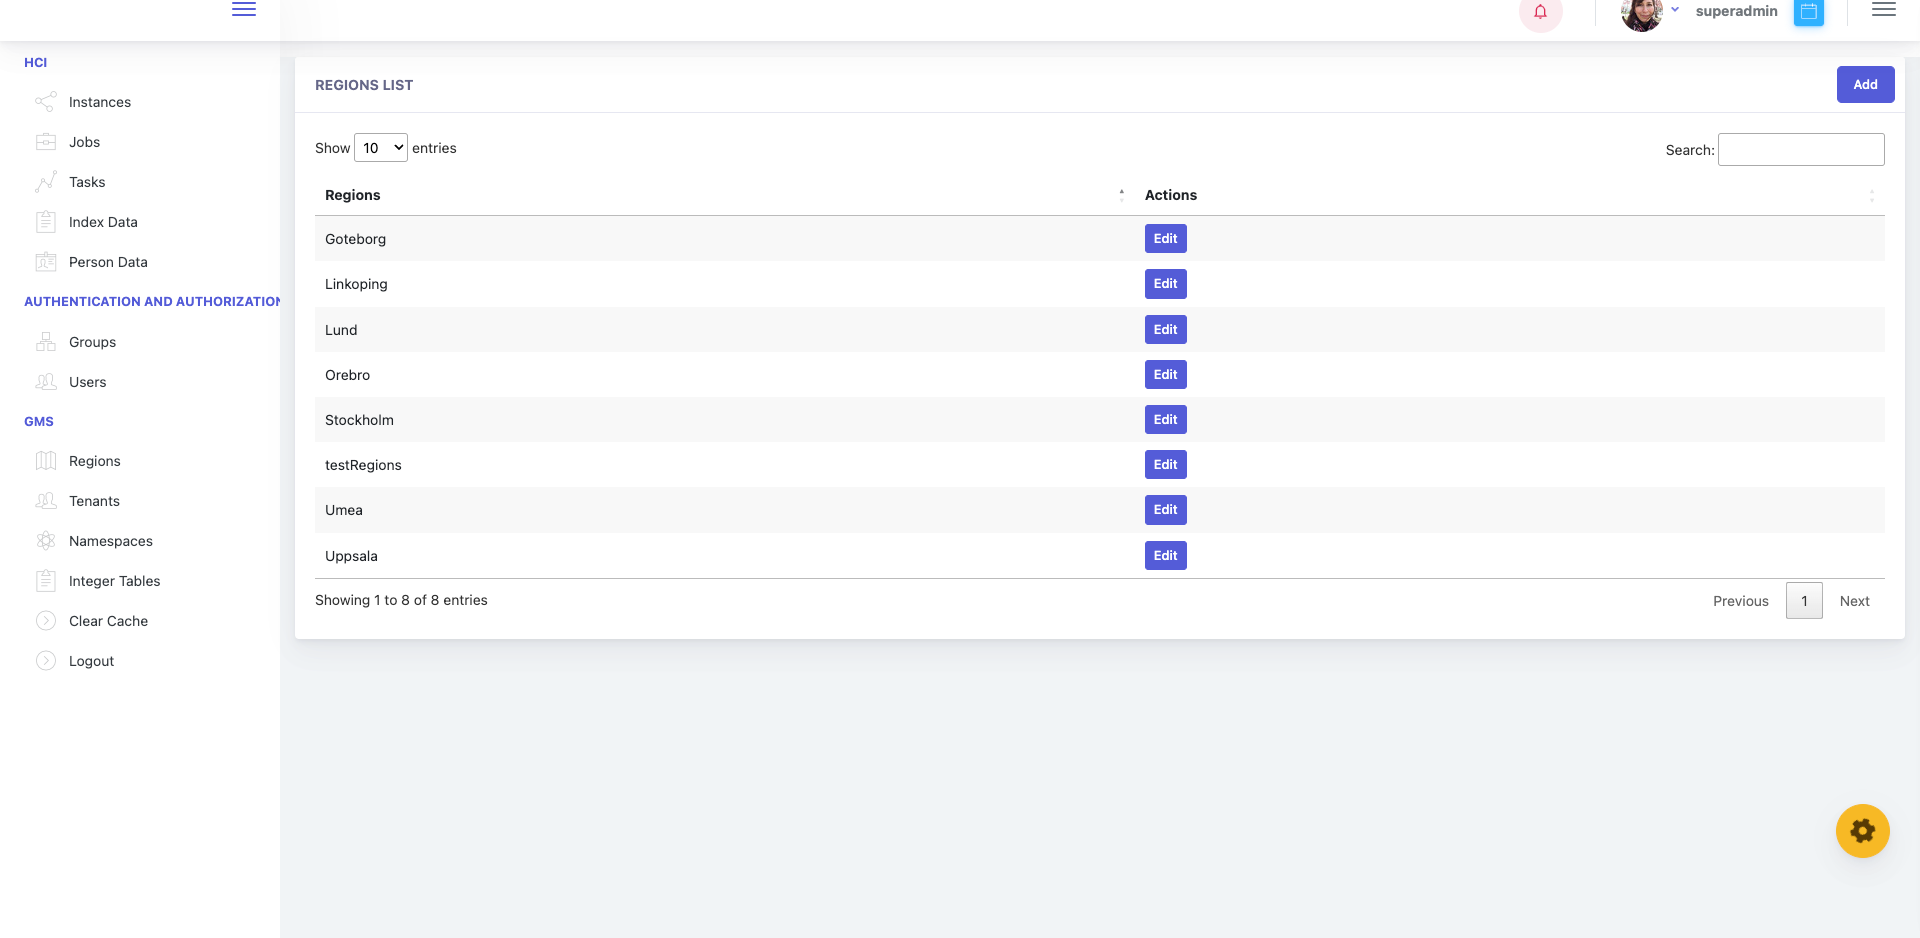 superadmin
HCI
Instances
Jobs
Tasks
Index Data
Person Data
AUTHENTICATION AND AUTHORIZATION
Groups
Users
GMS
Regions
Tenants
Namespaces
Integer Tables
Clear Cache
Logout
REGIONS LIST
Add
Show 10 entries
Search:
Regions Actions
Goteborg Edit
Linkoping Edit
Lund Edit
Orebro Edit
Stockholm Edit
testRegions Edit
Umea Edit
Uppsala Edit
Showing 1 to 8 of 8 entries
Previous 1 Next